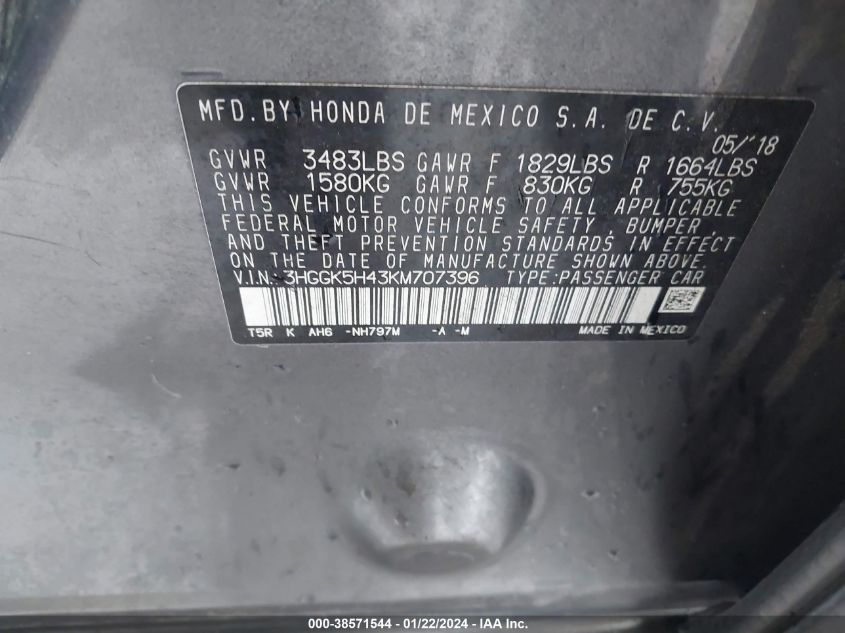 MFD.BY HONDA DE MEXICO S.A. DE C.V.
05/'18
GVWR 3483LBS GAWR F 1829LBS R 1664LBS
GVWR 1580KG GAWR F 830KG R 755KG
THIS VEHICLE CONFORMS TO ALL APPLICABLE
FEDERAL MOTOR VEHICLE SAFETY, BUMPER,
AND THEFT PREVENTION STANDARDS IN EFFECT
ON THE DATE OF MANUFACTURE SHOWN ABOVE.
V.I.N.:3HGGK5H43KM707396 TYPE:PASSENGER CAR
T5R K AH6 -NH797M -A -M MADE IN MEXICO
000-38571544 | 01/22/2024 - IAA Inc.